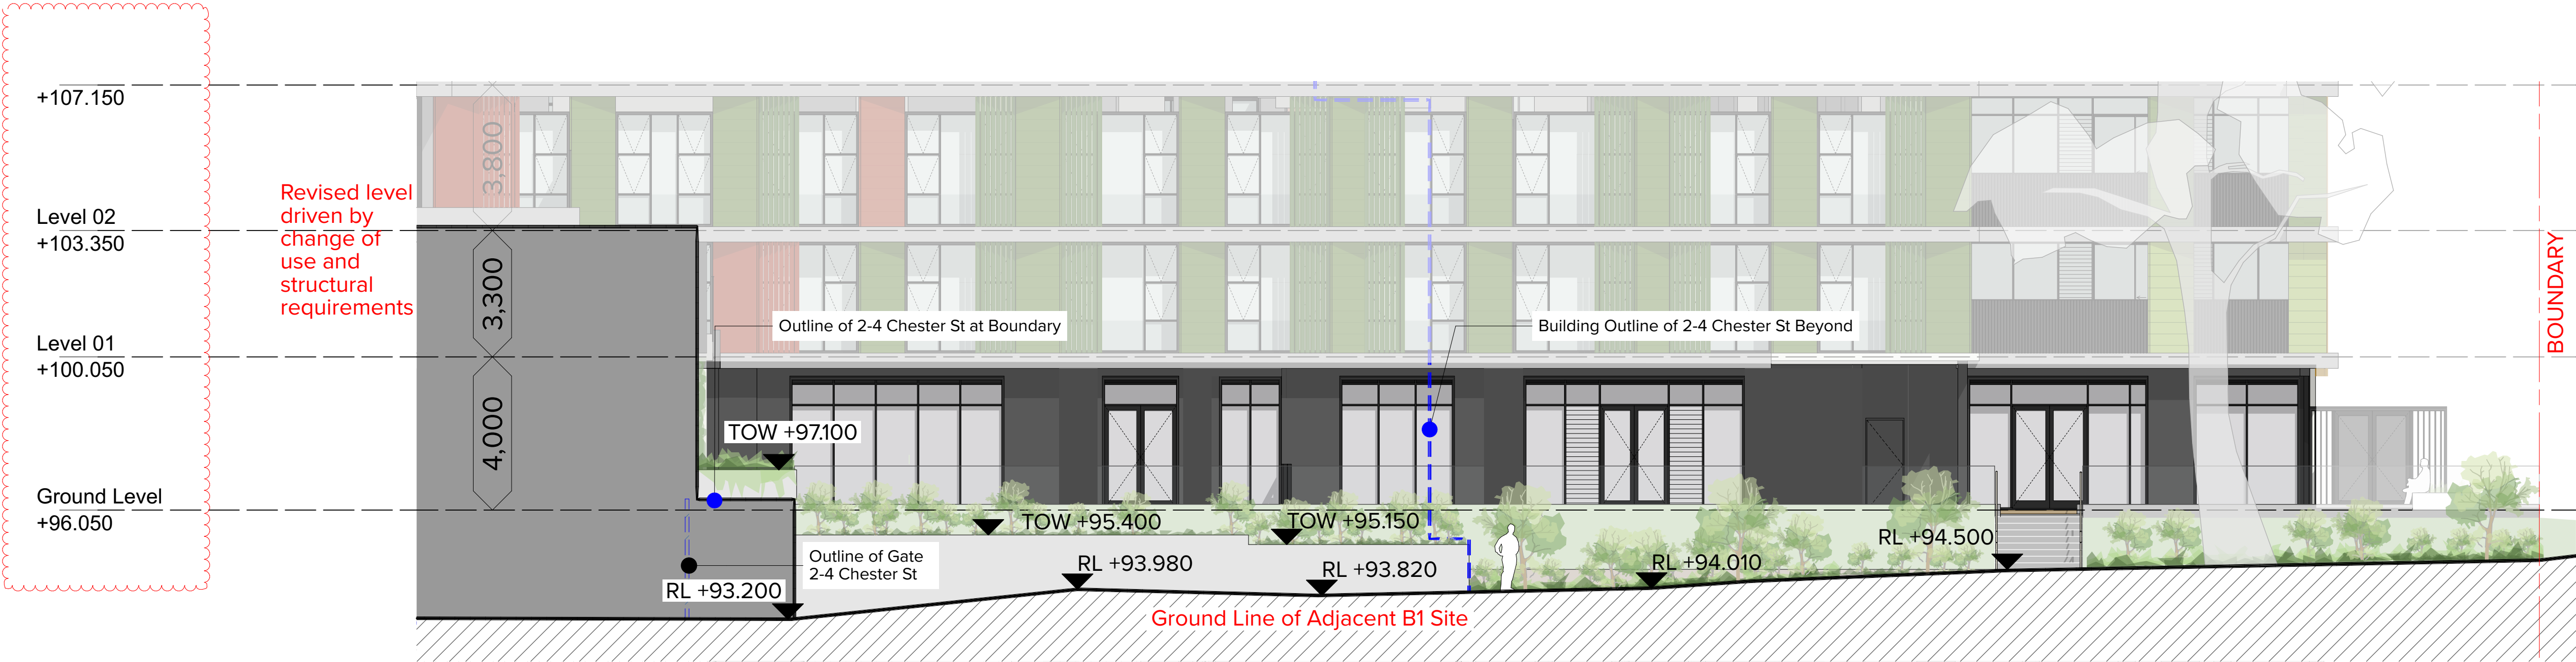 +107.150
3,800
Revised level
driven by
change of
use and
structural
requirements
Level 02
+103.350
3,300
Outline of 2-4 Chester St at Boundary
Building Outline of 2-4 Chester St Beyond
BOUNDARY
Level 01
+100.050
4,000
TOW +97.100
Ground Level
+96.050
TOW +95.400
TOW +95.150
RL +94.500
Outline of Gate
2-4 Chester St
RL +93.980
RL +93.820
RL +94.010
RL +93.200
Ground Line of Adjacent B1 Site